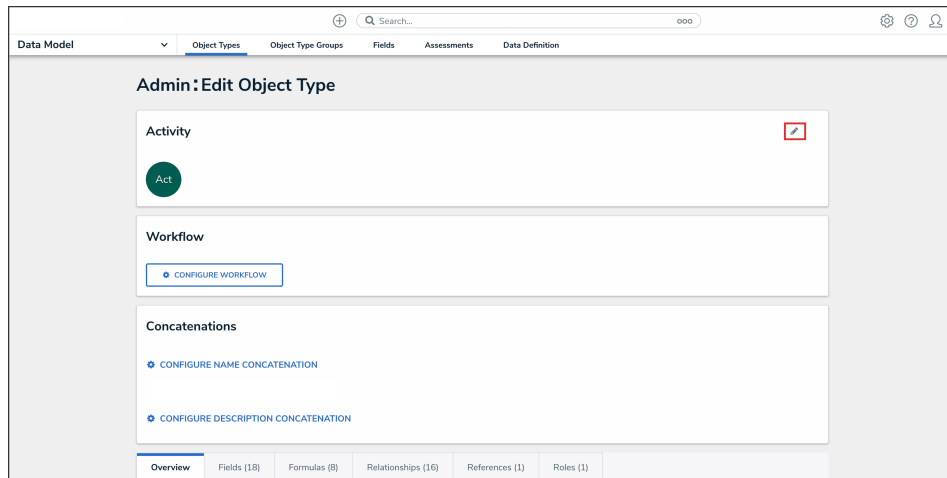 Search...
Data Model
Object Types Object Type Groups Fields Assessments Data Definition
Admin:Edit Object Type
Activity
Act
Workflow
CONFIGURE WORKFLOW
Concatenations
CONFIGURE NAME CONCATENATION
CONFIGURE DESCRIPTION CONCATENATION
Overview Fields (18) Formulas (8) Relationships (16) References (1) Roles (1)